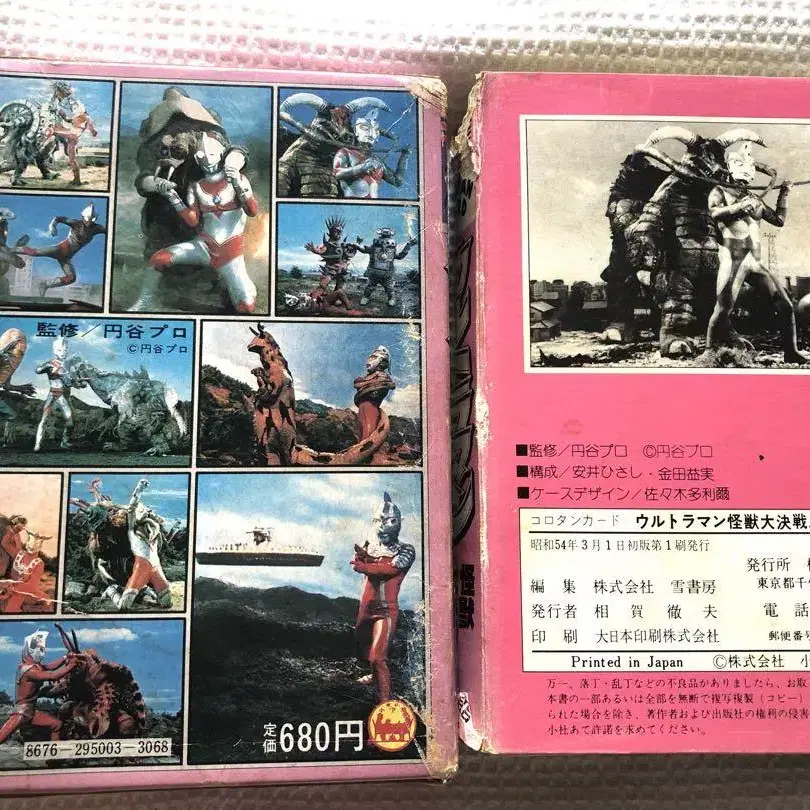 監修／円谷プロ
©円谷プロ
8676-295003-3068
定価680円
■監修／円谷プロ ©円谷プロ
■構成／安井ひさし・金田益実
■ケースデザイン／佐々木多利爾
コロタンカード ウルトラマン怪獣大決戦
昭和54年3月1日初版第1刷発行
発行所
編集 株式会社 雪書房
東京都千
発行者 相賀徹夫
電話
印刷 大日本印刷株式会社
郵便番号
Printed in Japan ©株式会社 小
万一、落丁・乱丁などの不良品がありましたら、お取
本書の一部あるいは全部を無断で複写複製（コピー）
られた場合を除き、著作者および出版社の権利の侵害
小社あて許諾を求めてください。